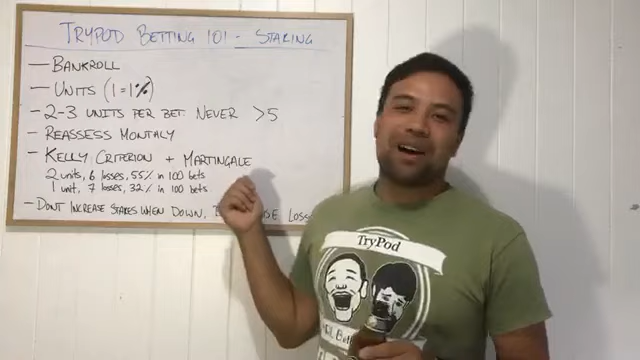 TRYPOD BETTING 101 - STAKING
— BANKROLL
— UNITS (1=1%)
— 2-3 UNITS PER BET. NEVER >5
— REASSESS MONTHLY
— KELLY CRITERION + MARTINGALE
2 units, 6 losses, 55% in 100 bets
1 unit, 7 losses, 32% in 100 bets
- DONT INCREASE STAKES WHEN DOWN,
TryPod